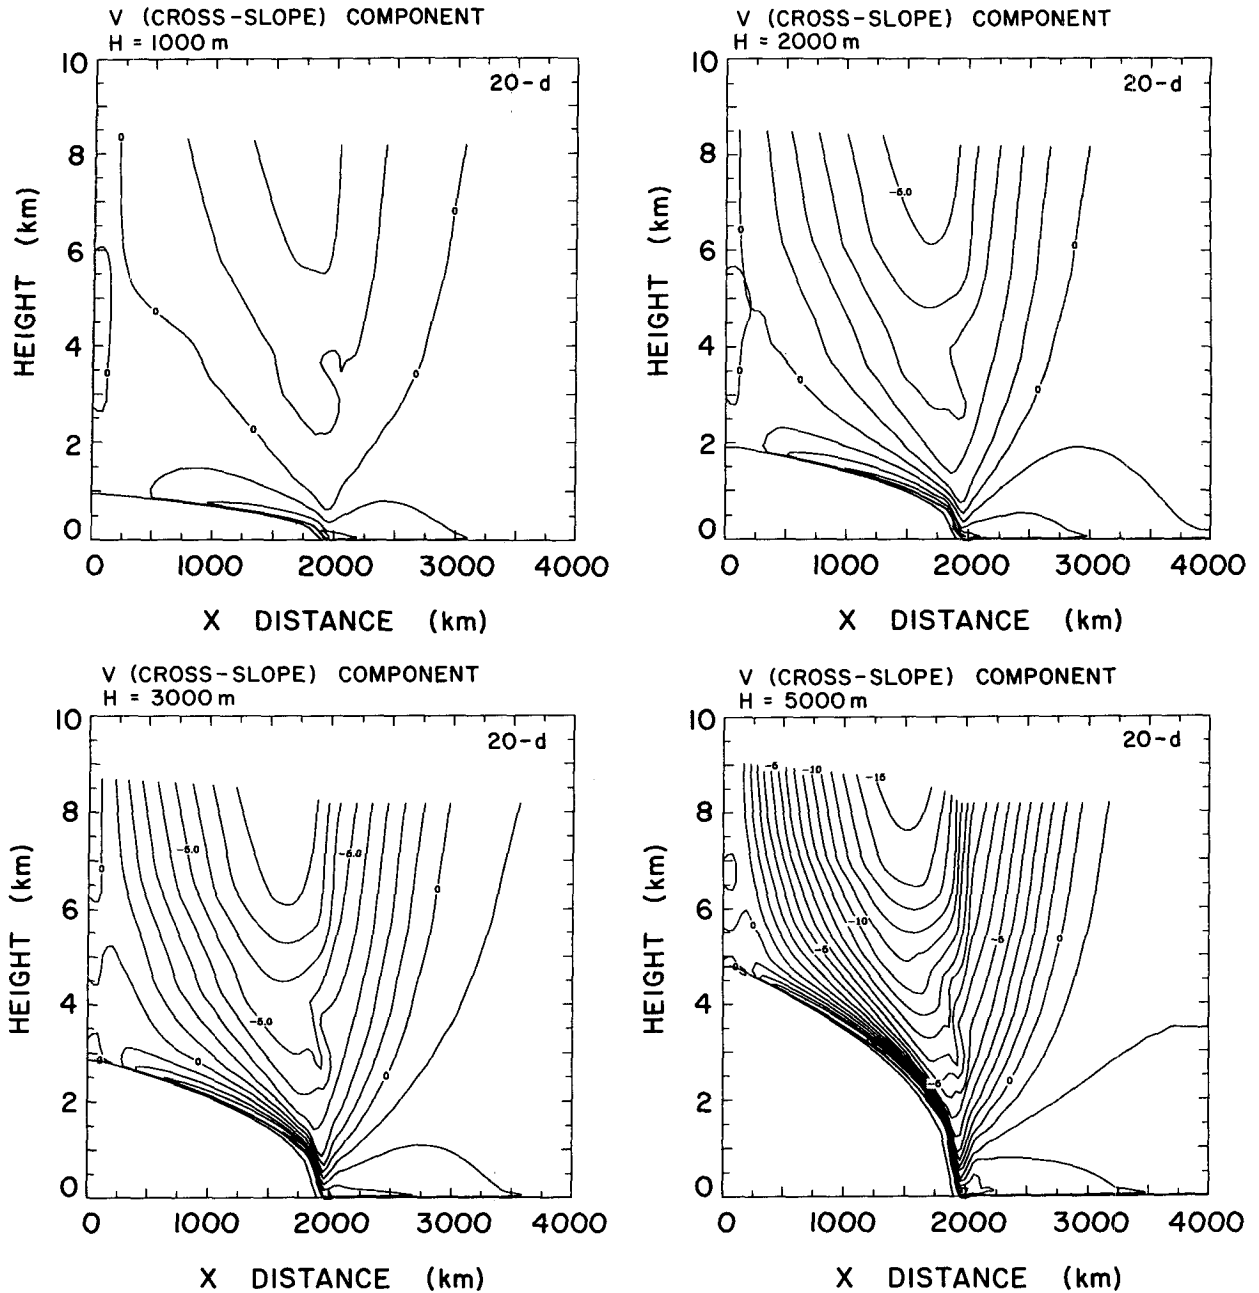 V (CROSS-SLOPE) COMPONENT
H = 1000 m
20-d
10
8
6
4
2
0
HEIGHT (km)
0
0
0
0
0
0
0 1000 2000 3000 4000
X DISTANCE (km)
V (CROSS-SLOPE) COMPONENT
H = 2000 m
20-d
10
8
6
4
2
0
HEIGHT (km)
-5.0
0
0
0
0
0
0 1000 2000 3000 4000
X DISTANCE (km)
V (CROSS-SLOPE) COMPONENT
H = 3000 m
20-d
10
8
6
4
2
0
HEIGHT (km)
-5.0
-5.0
0
0
-5.0
0
0
0
0 1000 2000 3000 4000
X DISTANCE (km)
V (CROSS-SLOPE) COMPONENT
H = 5000 m
20-d
10
8
6
4
2
0
HEIGHT (km)
-5
-10
-15
-10
0
-5
-5
0
0
-5
0
0 1000 2000 3000 4000
X DISTANCE (km)